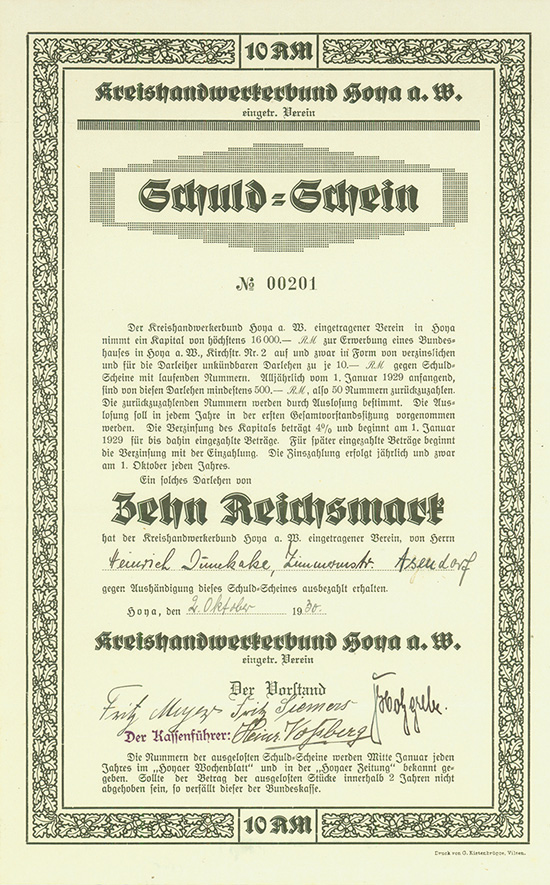 10 RM
Kreishandwerkerbund Hoya a. W.
eingetr. Verein
Schuld=Schein
№ 00201
Der Kreishandwerkerbund Hoya a. W. eingetragener Verein in Hoya
nimmt ein Kapital von höchstens 16 000.— RM zur Erwerbung eines Bundes-
hauses in Hoya a. W., Kirchstr. Nr. 2 auf und zwar in Form von verzinslichen
und für die Darleiher unkündbaren Darlehen zu je 10.— RM gegen Schuld-
Scheine mit laufenden Nummern. Alljährlich vom 1. Januar 1929 anfangend,
sind von diesen Darlehen mindestens 500.— RM, also 50 Nummern zurückzuzahlen.
Die zurückzuzahlenden Nummern werden durch Auslosung bestimmt. Die Aus-
losung soll in jedem Jahre in der ersten Gesamtvorstandssitzung vorgenommen
werden. Die Verzinsung des Kapitals beträgt 4% und beginnt am 1. Januar
1929 für bis dahin eingezahlte Beträge. Für später eingezahlte Beträge beginnt
die Verzinsung mit der Einzahlung. Die Zinszahlung erfolgt jährlich und zwar
am 1. Oktober jeden Jahres.
Ein solches Darlehen von
Zehn Reichsmark
hat der Kreishandwerkerbund Hoya a. W. eingetragener Verein, von Herrn
Heinrich Dunekake, Zimmermstr. Asendorf
gegen Aushändigung dieses Schuld-Scheines ausbezahlt erhalten.
Hoya, den 2. Oktober 1930.
Kreishandwerkerbund Hoya a. W.
eingetr. Verein
Der Vorstand
Fritz Meyer Fritz Siemers
Der Kassenführer: Heinr. Voßberg
Die Nummern der ausgelosten Schuld-Scheine werden Mitte Januar jeden
Jahres im „Hoyaer Wochenblatt“ und in der „Hoyaer Zeitung“ bekannt ge-
geben. Sollte der Betrag der ausgelosten Stücke innerhalb 2 Jahren nicht
abgehoben sein, so verfällt dieser der Bundeskasse.
10 RM
Druck von G. Ristenbrügge, Vilsen.